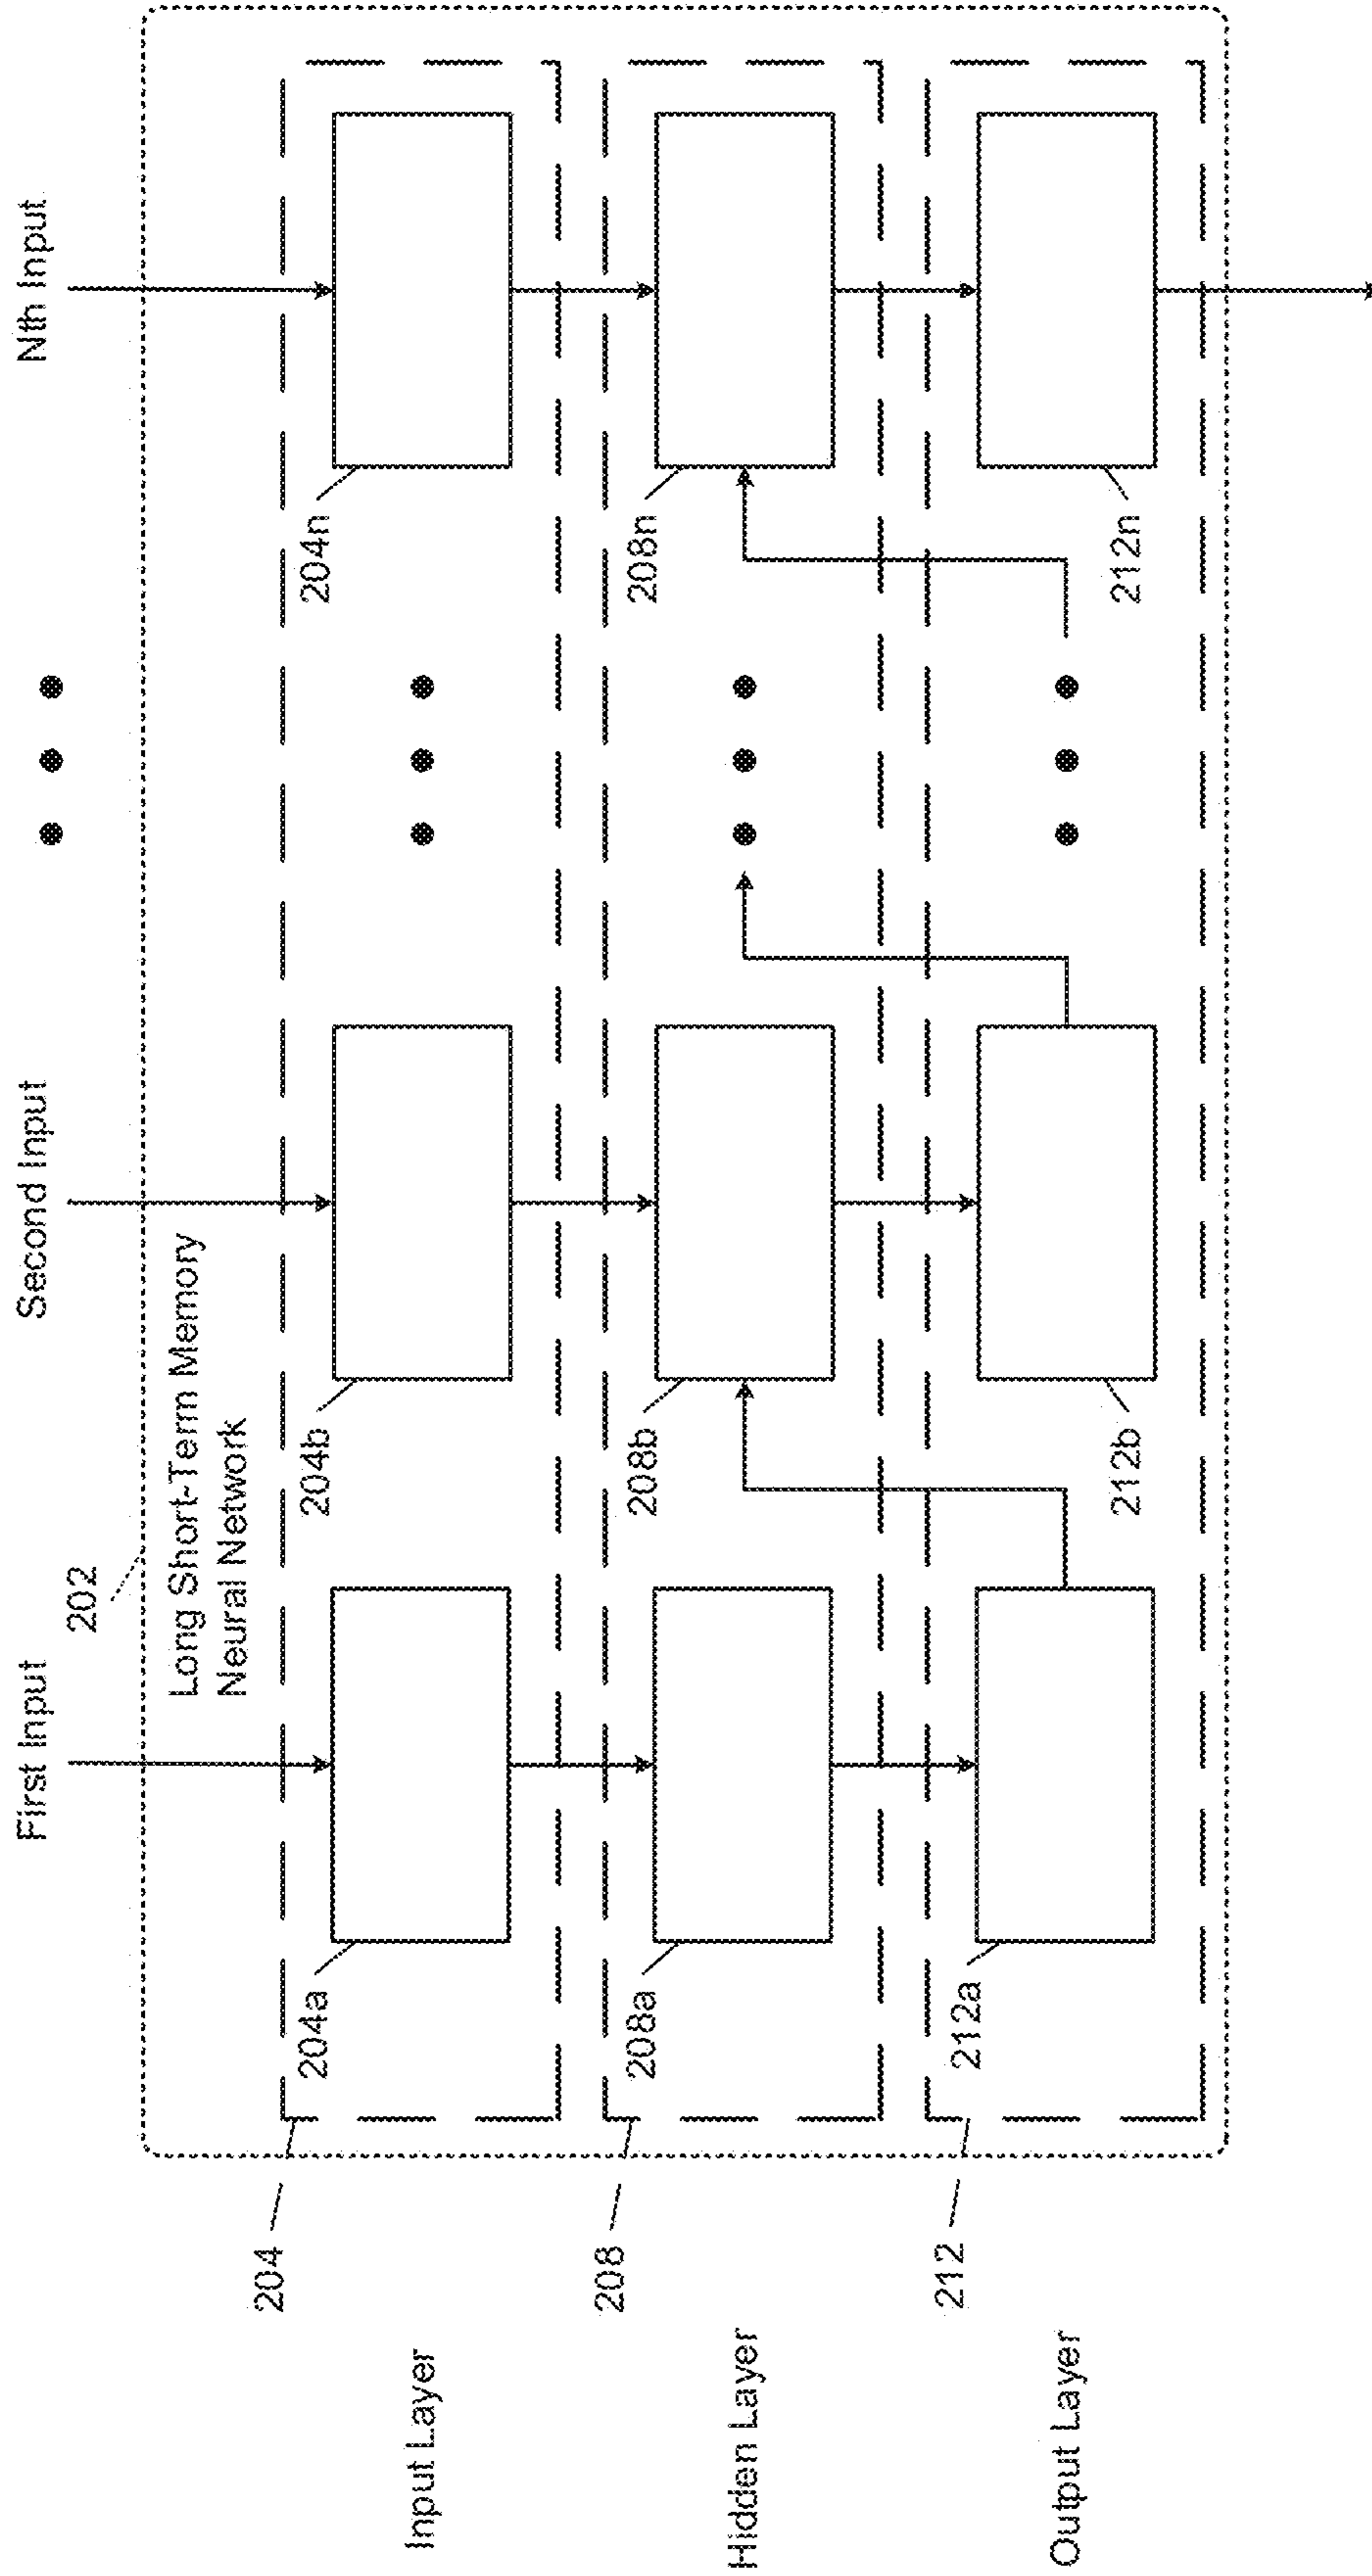 First Input
Second Input
Nth Input
202
Long Short-Term Memory
Neural Network
204
204a
204b
204n
Input Layer
208
208a
208b
208n
Hidden Layer
212
212a
212b
212n
Output Layer